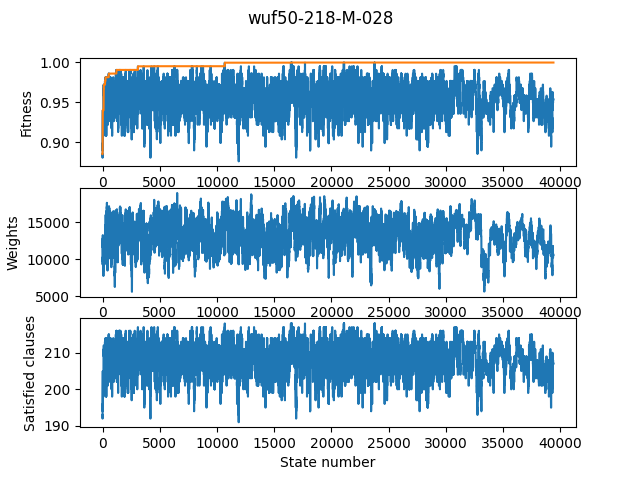 wuf50-218-M-028
1.00
0.95
0.90
Fitness
0 5000 10000 15000 20000 25000 30000 35000 40000
15000
10000
5000
Weights
0 5000 10000 15000 20000 25000 30000 35000 40000
210
200
190
Satisfied clauses
0 5000 10000 15000 20000 25000 30000 35000 40000
State number